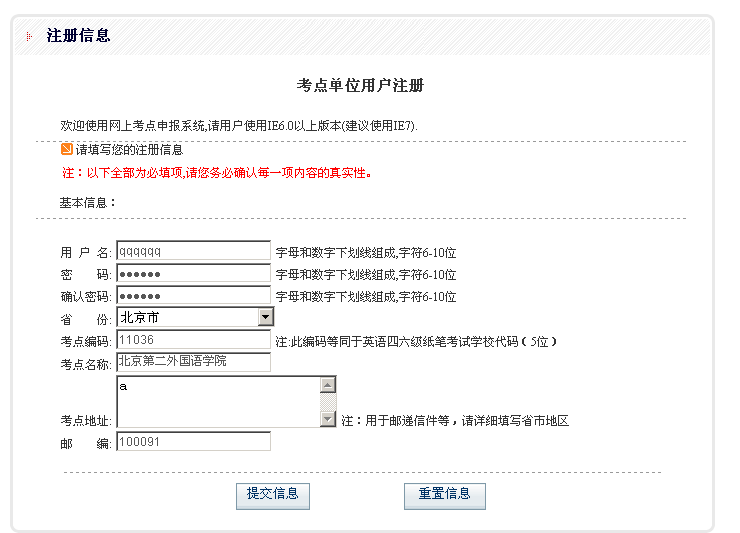 注册信息
考点单位用户注册
欢迎使用网上考点申报系统,请用户使用IE6.0以上版本(建议使用IE7).
请填写您的注册信息
注：以下全部为必填项,请您务必确认每一项内容的真实性。
基本信息：
用 户 名: qqqqqq 字母和数字下划线组成,字符6-10位
密 码: ●●●●●● 字母和数字下划线组成,字符6-10位
确认密码: ●●●●●● 字母和数字下划线组成,字符6-10位
省 份: 北京市
考点编码: 11036 注:此编码等同于英语四六级纸笔考试学校代码（5位）
考点名称: 北京第二外国语学院
考点地址: a 注：用于邮递信件等，请详细填写省市地区
邮 编: 100091
提交信息 重置信息